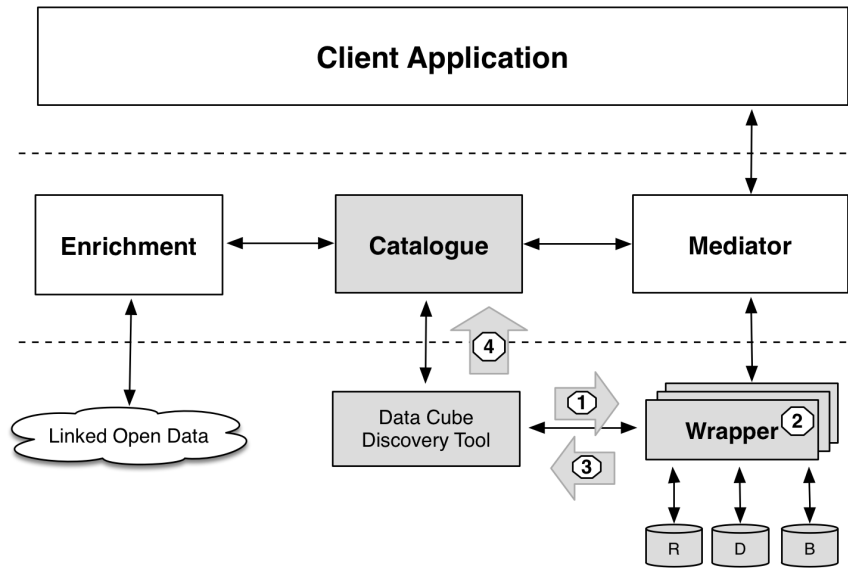 Client Application
Enrichment
Catalogue
Mediator
4
Linked Open Data
Data Cube
Discovery Tool
1
3
Wrapper
2
R
D
B